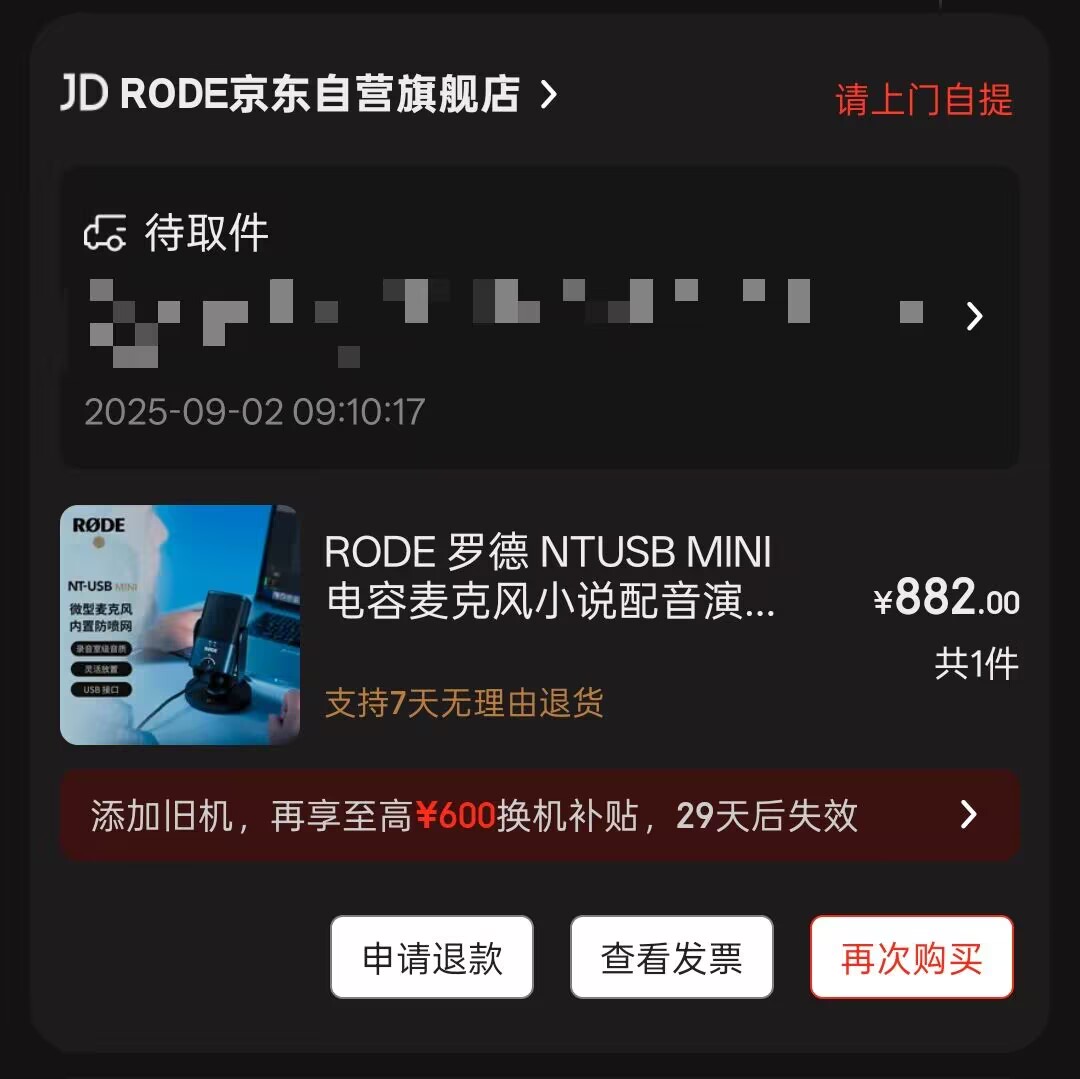 JD RODE京东自营旗舰店
请上门自提
待取件
2025-09-02 09:10:17
RØDE
NT-USB MINI
微型麦克风
内置防喷网
录音室级音质
灵活放置
USB 接口
RODE 罗德 NTUSB MINI
电容麦克风小说配音演...
¥882.00
共1件
支持7天无理由退货
添加旧机，再享至高¥600换机补贴，29天后失效
申请退款
查看发票
再次购买